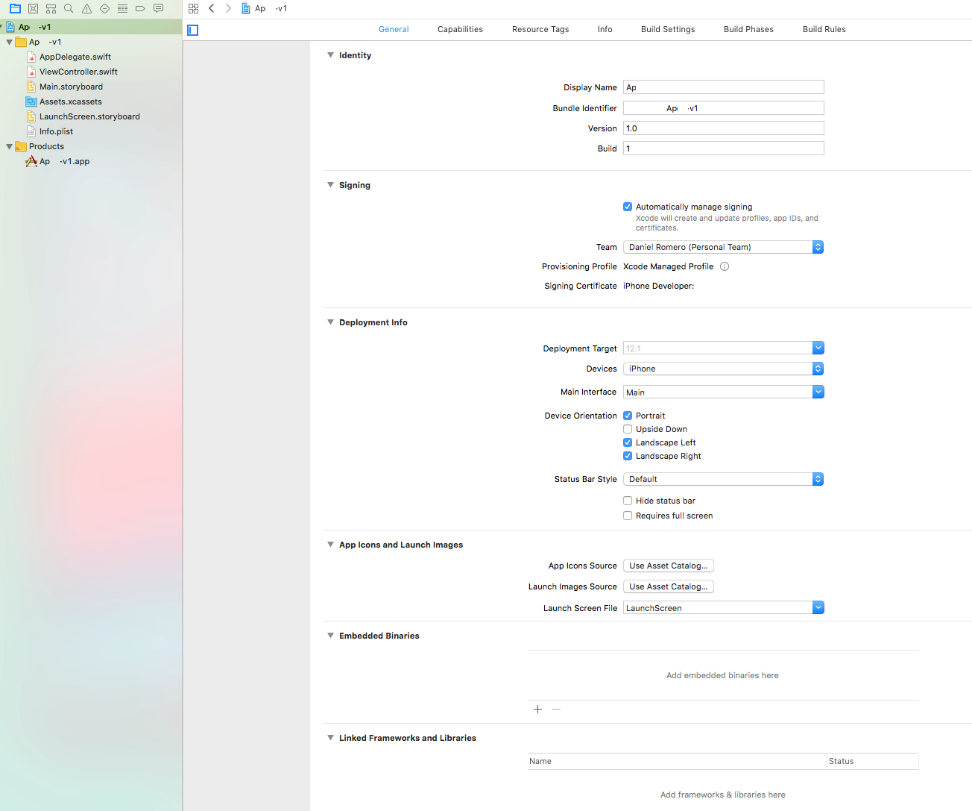 Ap -v1
Ap -v1
Ap -v1
AppDelegate.swift
ViewController.swift
Main.storyboard
Assets.xcassets
LaunchScreen.storyboard
Info.plist
Products
Ap -v1.app
General Capabilities Resource Tags Info Build Settings Build Phases Build Rules
Identity
Display Name Ap
Bundle Identifier Ap -v1
Version 1.0
Build 1
Signing
Automatically manage signing
Xcode will create and update profiles, app IDs, and
certificates.
Team Daniel Romero (Personal Team)
Provisioning Profile Xcode Managed Profile
Signing Certificate iPhone Developer:
Deployment Info
Deployment Target 12.1
Devices iPhone
Main Interface Main
Device Orientation Portrait
Upside Down
Landscape Left
Landscape Right
Status Bar Style Default
Hide status bar
Requires full screen
App Icons and Launch Images
App Icons Source Use Asset Catalog...
Launch Images Source Use Asset Catalog...
Launch Screen File LaunchScreen
Embedded Binaries
Add embedded binaries here
Linked Frameworks and Libraries
Name Status
Add frameworks & libraries here